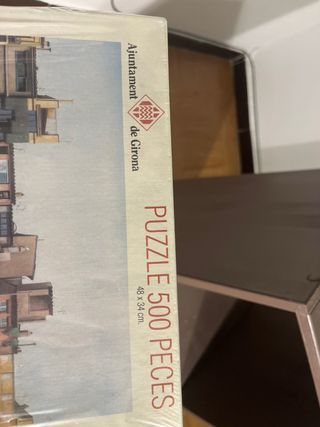 Ajuntament
de Girona
PUZZLE 500 PECES
48 x 34 cm.